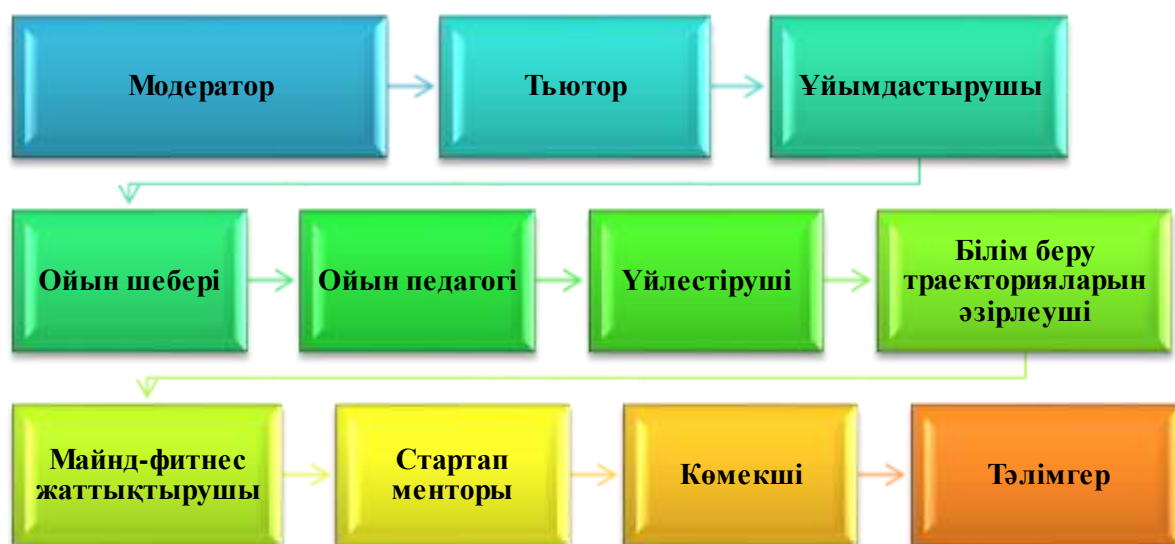 Модератор
Тьютор
Ұйымдастырушы
Ойын шебері
Ойын педагогі
Үйлестіруші
Білім беру
траекторияларын
әзірлеуші
Майнд-фитнес
жаттықтырушы
Стартап
менторы
Көмекші
Тәлімгер